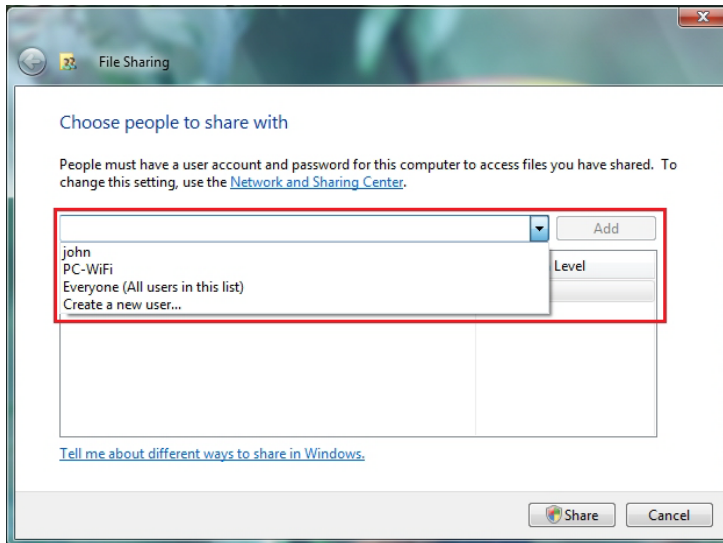 File Sharing
Choose people to share with
People must have a user account and password for this computer to access files you have shared. To
change this setting, use the Network and Sharing Center.
Add
john
PC-WiFi
Everyone (All users in this list)
Create a new user...
Level
Tell me about different ways to share in Windows.
Share Cancel